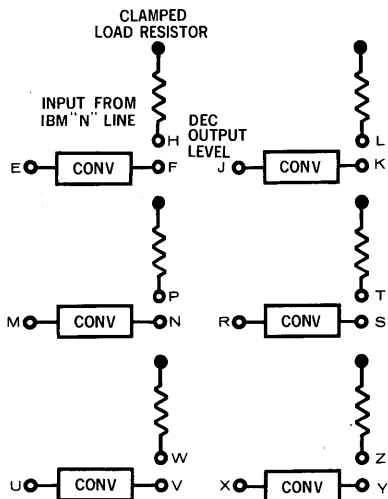 CLAMPED
LOAD RESISTOR
INPUT FROM
IBM "N" LINE
H
DEC
OUTPUT
LEVEL
E
CONV
F
L
J
CONV
K
P
M
CONV
N
T
R
CONV
S
W
U
CONV
V
Z
X
CONV
Y